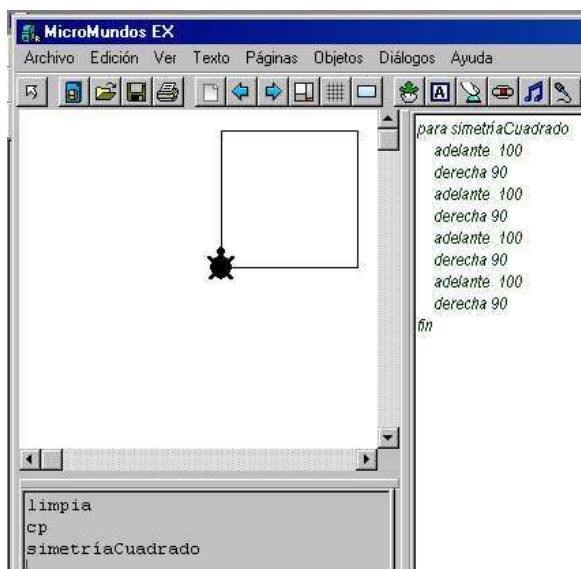 MicroMundos EX
Archivo Edición Ver Texto Páginas Objetos Diálogos Ayuda
A
para simetríaCuadrado
adelante 100
derecha 90
adelante 100
derecha 90
adelante 100
derecha 90
adelante 100
derecha 90
fin
limpia
cp
simetríaCuadrado